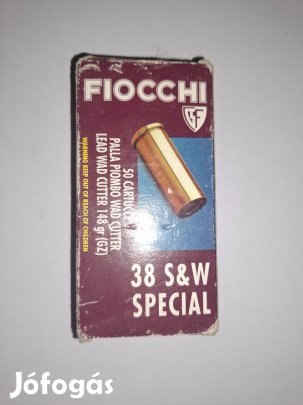 FIOCCHI
GF
50 CARTUCCE
PALLA PIOMBO WAD CUTTER
LEAD WAD CUTTER 148 gr (GZ)
WARNING KEEP OUT OF REACH OF CHILDREN
38 S&W
SPECIAL
Jófogás